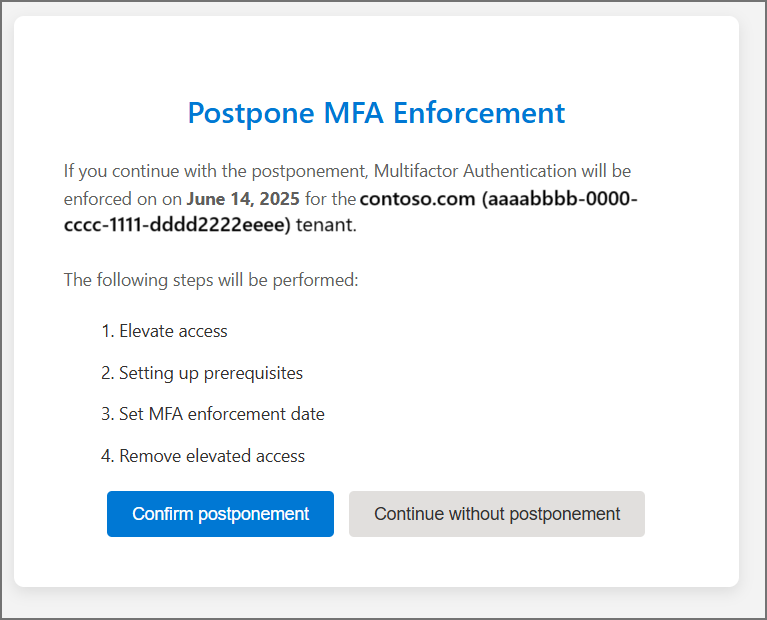 Postpone MFA Enforcement
If you continue with the postponement, Multifactor Authentication will be
enforced on on June 14, 2025 for the contoso.com (aaaabbbb-0000-
cccc-1111-dddd2222eeee) tenant.
The following steps will be performed:
1. Elevate access
2. Setting up prerequisites
3. Set MFA enforcement date
4. Remove elevated access
Confirm postponement Continue without postponement